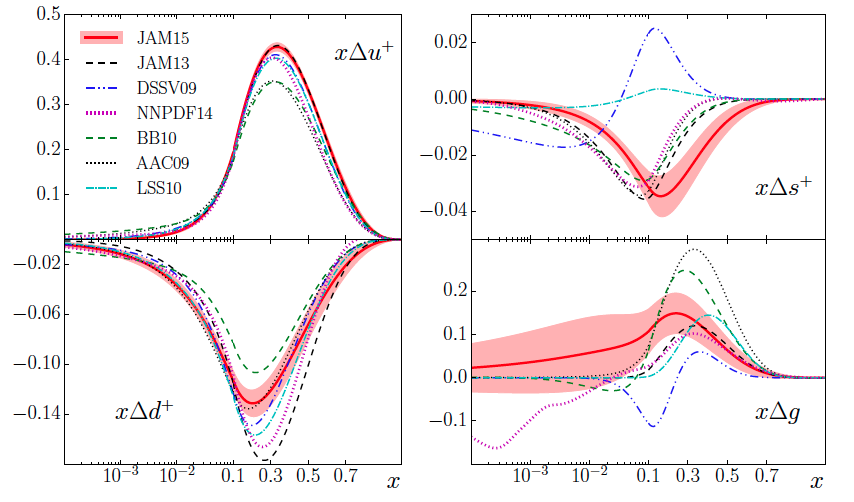 0.5
0.4
0.3
0.2
0.1
JAM15
JAM13
DSSV09
NNPDF14
BB10
AAC09
LSS10
xΔu⁺
0.02
0.00
−0.02
−0.04
xΔs⁺
−0.02
−0.06
−0.10
−0.14
xΔd⁺
10⁻³ 10⁻² 0.1 0.3 0.5 0.7 x
0.2
0.1
0.0
−0.1
xΔg
10⁻³ 10⁻² 0.1 0.3 0.5 0.7 x